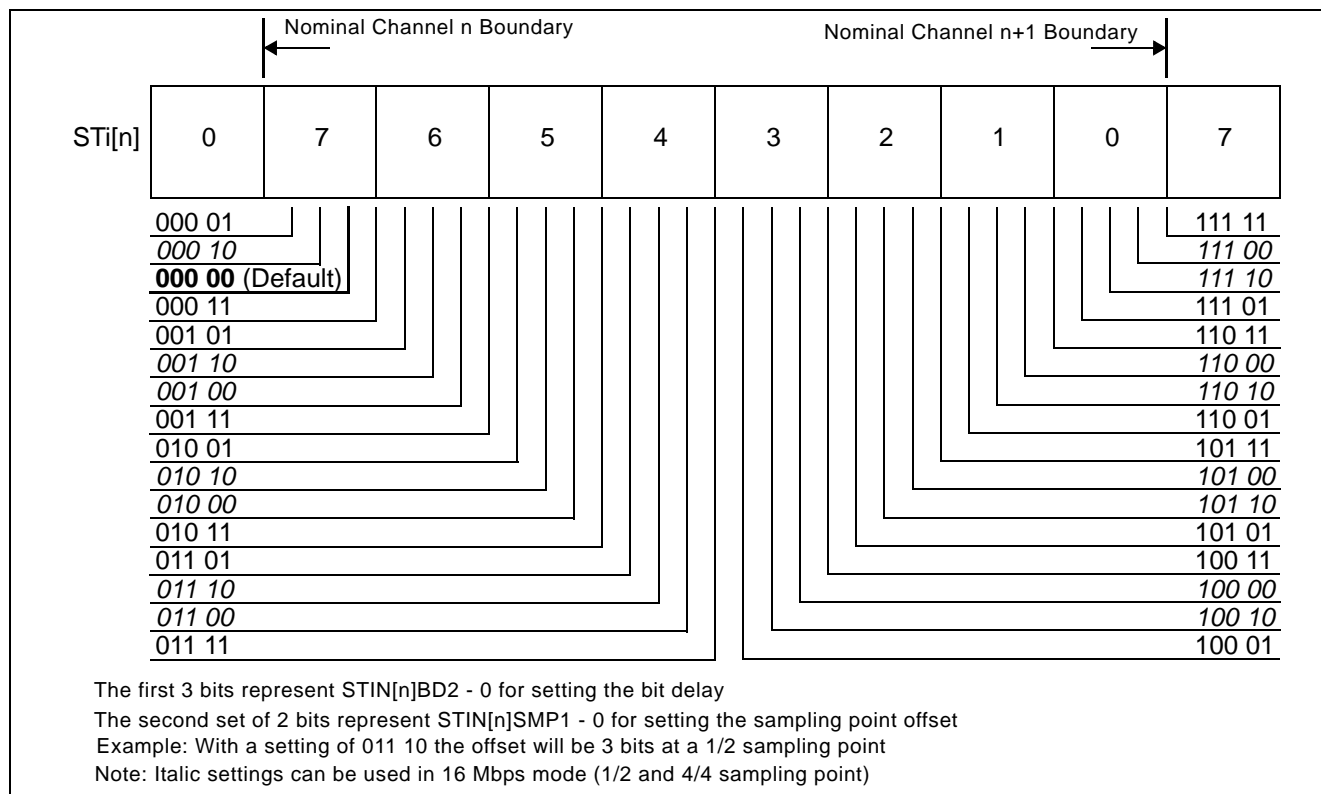 Nominal Channel n Boundary
Nominal Channel n+1 Boundary
STi[n] 0 7 6 5 4 3 2 1 0 7
000 01 111 11
000 10 111 00
000 00 (Default) 111 10
000 11 111 01
001 01 110 11
001 10 110 00
001 00 110 10
001 11 110 01
010 01 101 11
010 10 101 00
010 00 101 10
010 11 101 01
011 01 100 11
011 10 100 00
011 00 100 10
011 11 100 01
The first 3 bits represent STIN[n]BD2 - 0 for setting the bit delay
The second set of 2 bits represent STIN[n]SMP1 - 0 for setting the sampling point offset
Example: With a setting of 011 10 the offset will be 3 bits at a 1/2 sampling point
Note: Italic settings can be used in 16 Mbps mode (1/2 and 4/4 sampling point)